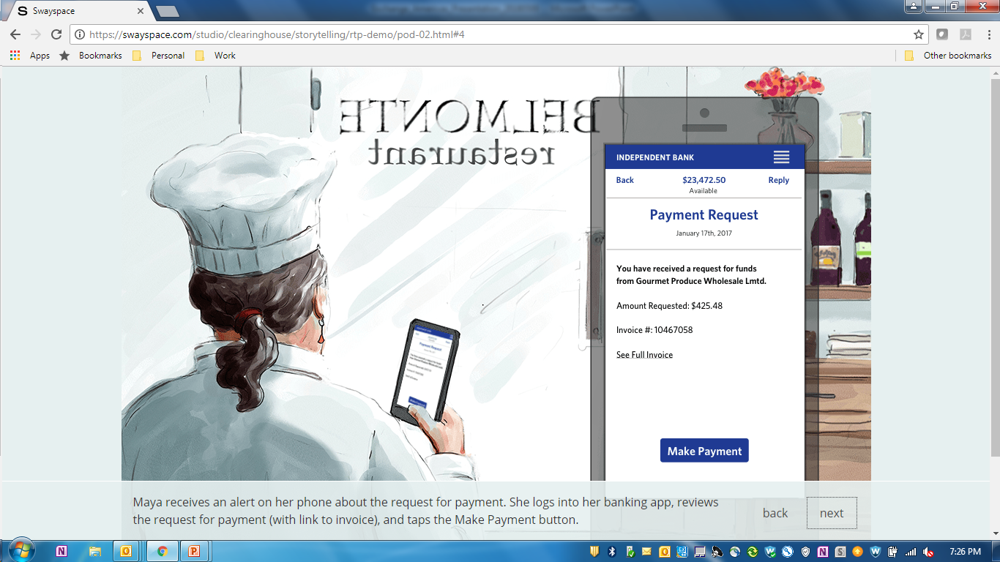 Swayspace
https://swayspace.com/studio/clearinghouse/storytelling/rtp-demo/pod-02.html#4
Apps Bookmarks Personal Work Other bookmarks
BELMONTE
restaurant
INDEPENDENT BANK
Back $23,472.50 Reply
Available
Payment Request
January 17th, 2017
You have received a request for funds
from Gourmet Produce Wholesale Lmtd.
Amount Requested: $425.48
Invoice #: 10467058
See Full Invoice
Make Payment
Payment Request
Maya receives an alert on her phone about the request for payment. She logs into her banking app, reviews
the request for payment (with link to invoice), and taps the Make Payment button.
back next
7:26 PM